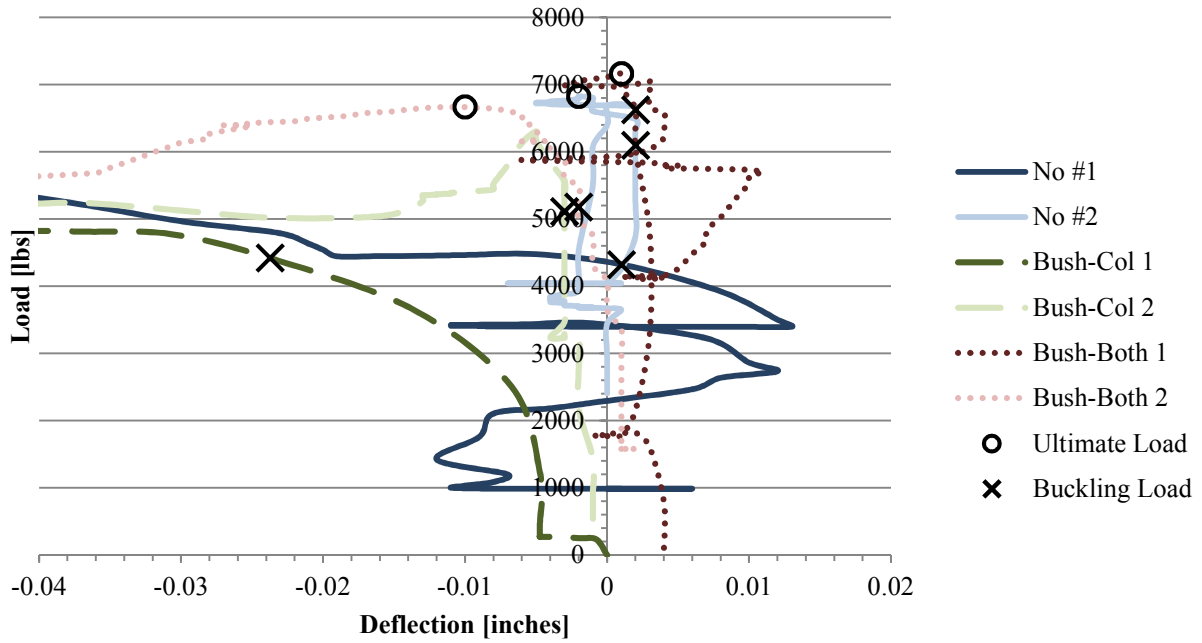 8000
7000
6000
5000
4000
3000
2000
1000
0
-0.04
-0.03
-0.02
-0.01
0
0.01
0.02
Load [lbs]
Deflection [inches]
No #1
No #2
Bush-Col 1
Bush-Col 2
Bush-Both 1
Bush-Both 2
Ultimate Load
Buckling Load